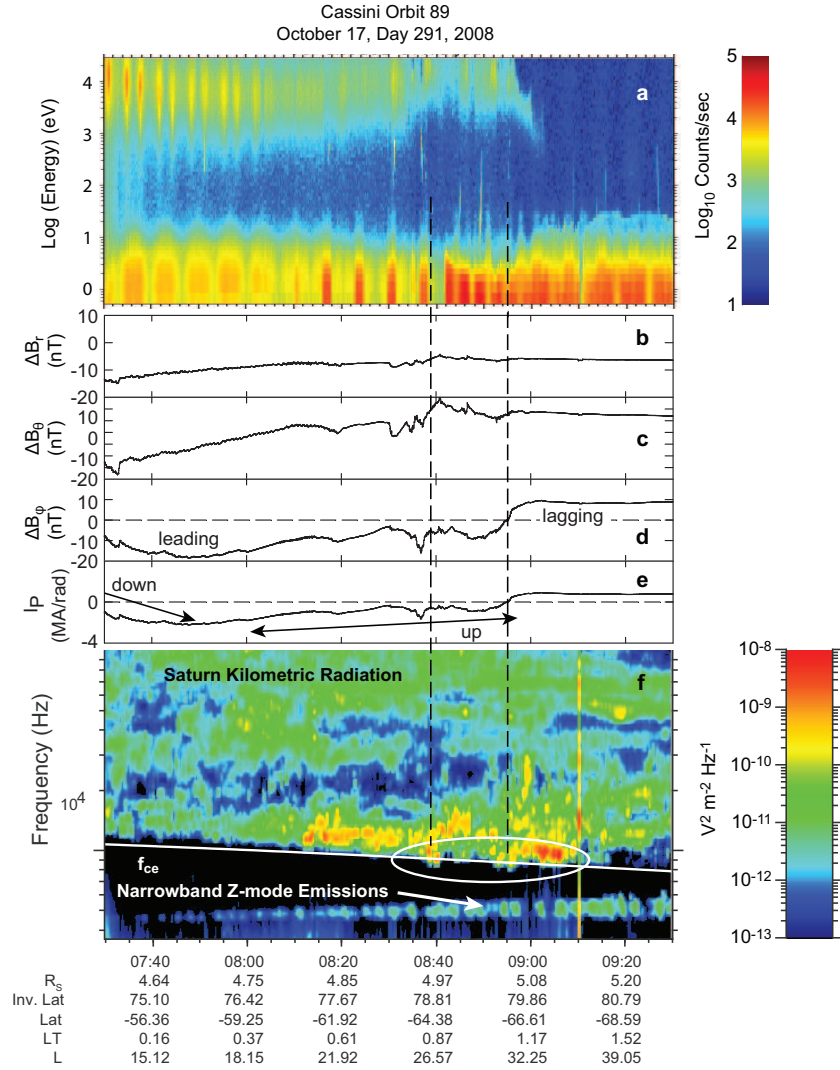 Cassini Orbit 89
October 17, Day 291, 2008
a
Log (Energy) (eV)
4
3
2
1
0
5
4
3
2
1
Log₁₀ Counts/sec
b
ΔBr (nT)
10
0
-10
-20
c
ΔBθ (nT)
10
0
-10
-20
d
ΔBφ (nT)
10
0
-10
-20
leading
lagging
e
IP (MA/rad)
0
-4
down
up
f
Saturn Kilometric Radiation
Frequency (Hz)
10⁴
fce
Narrowband Z-mode Emissions
10⁻⁸
10⁻⁹
10⁻¹⁰
10⁻¹¹
10⁻¹²
10⁻¹³
V² m⁻² Hz⁻¹
07:40 08:00 08:20 08:40 09:00 09:20
RS 4.64 4.75 4.85 4.97 5.08 5.20
Inv. Lat 75.10 76.42 77.67 78.81 79.86 80.79
Lat -56.36 -59.25 -61.92 -64.38 -66.61 -68.59
LT 0.16 0.37 0.61 0.87 1.17 1.52
L 15.12 18.15 21.92 26.57 32.25 39.05